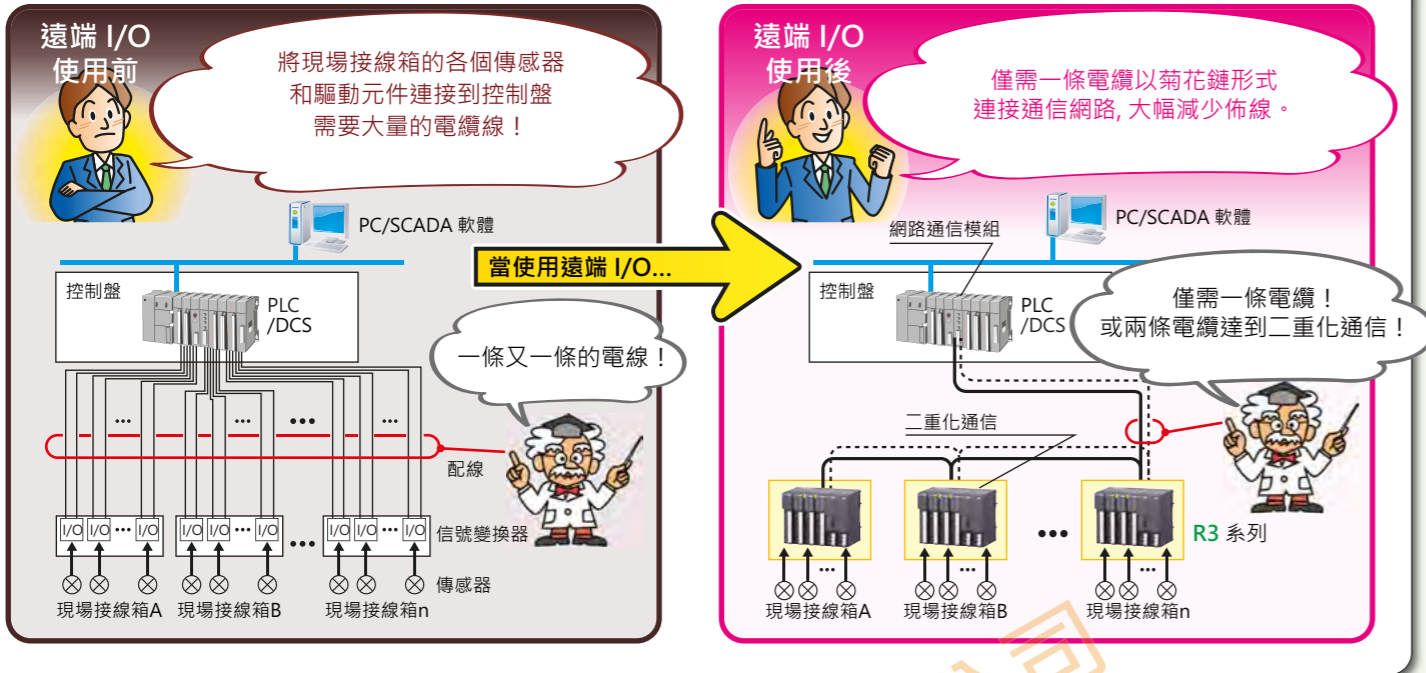 遠端 I/O
使用前
將現場接線箱的各個傳感器
和驅動元件連接到控制盤
需要大量的電纜線！
PC/SCADA 軟體
控制盤
PLC
/DCS
一條又一條的電線！
...
...
...
...
配線
I/O I/O ... I/O
I/O I/O ... I/O
...
I/O I/O ... I/O
信號變換器
傳感器
現場接線箱A
現場接線箱B
現場接線箱n
當使用遠端 I/O...
遠端 I/O
使用後
僅需一條電纜以菊花鏈形式
連接通信網路, 大幅減少佈線。
網路通信模組
PC/SCADA 軟體
控制盤
PLC
/DCS
僅需一條電纜！
或兩條電纜達到二重化通信！
二重化通信
...
R3 系列
...
...
...
現場接線箱A
現場接線箱B
現場接線箱n
公司